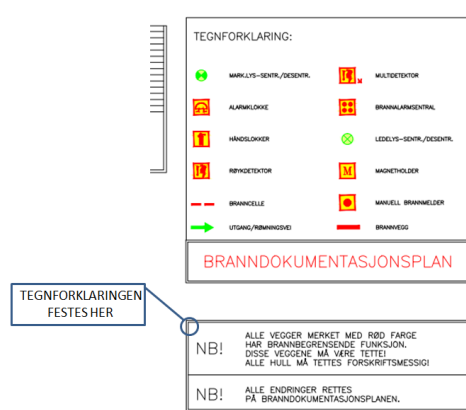 TEGNFORKLARING:
MARK.LYS-SENTR./DESENTR.
MULTIDETEKTOR
M
ALARMKLOKKE
BRANNALARMSENTRAL
HÅNDSLOKKER
LEDELYS-SENTR./DESENTR.
RØYKDETEKTOR
M
MAGNETHOLDER
BRANNCELLE
MANUELL BRANNMELDER
UTGANG/RØMNINGSVEI
BRANNVEGG
BRANNDOKUMENTASJONSPLAN
TEGNFORKLARINGEN
FESTES HER
NB!
ALLE VEGGER MERKET MED RØD FARGE
HAR BRANNBEGRENSENDE FUNKSJON.
DISSE VEGGENE MÅ VÆRE TETTE!
ALLE HULL MÅ TETTES FORSKRIFTSMESSIG!
NB!
ALLE ENDRINGER RETTES
PÅ BRANNDOKUMENTASJONSPLANEN.